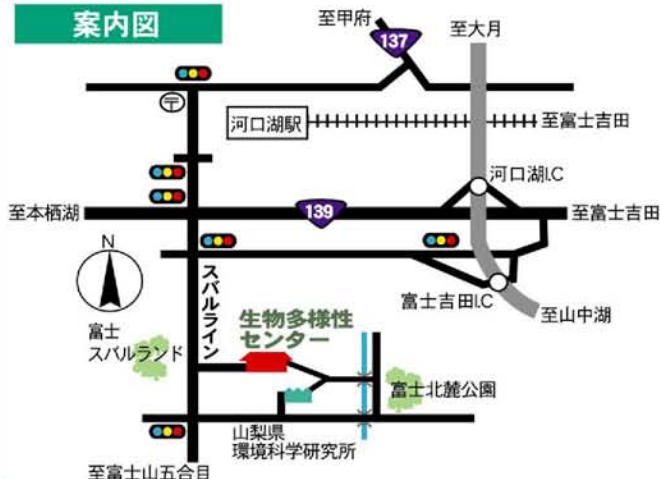 案内図
至甲府
137
至大月
〒
河口湖駅
至富士吉田
河口湖I.C
至本栖湖
139
至富士吉田
N
スバルライン
富士吉田I.C
至山中湖
富士
スバルランド
生物多様性
センター
富士北麓公園
山梨県
環境科学研究所
至富士山五合目